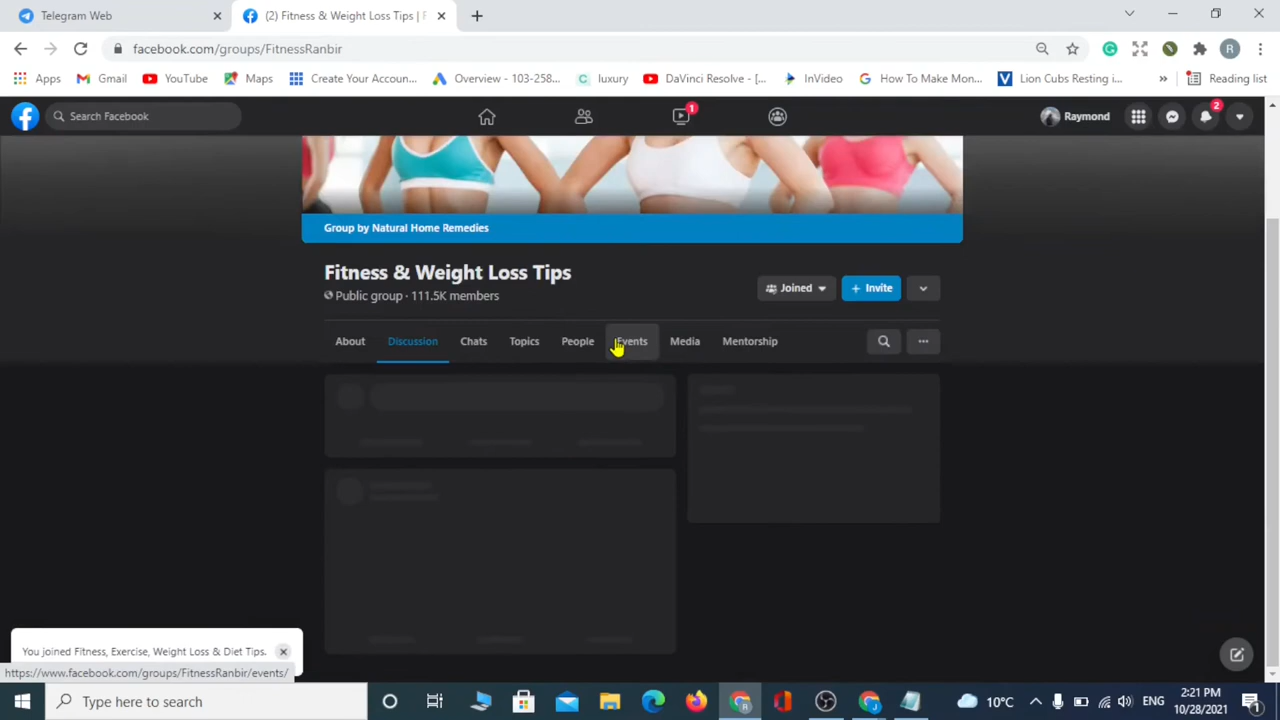 Telegram Web
(2) Fitness & Weight Loss Tips | F
facebook.com/groups/FitnessRanbir
R
Apps
Gmail
YouTube
Maps
Create Your Accoun...
Overview - 103-258...
luxury
DaVinci Resolve - [...
InVideo
How To Make Mon...
Lion Cubs Resting i...
»
Reading list
Search Facebook
1
Raymond
2
Group by Natural Home Remedies
Fitness & Weight Loss Tips
Public group · 111.5K members
Joined
+ Invite
About
Discussion
Chats
Topics
People
Events
Media
Mentorship
You joined Fitness, Exercise, Weight Loss & Diet Tips.
https://www.facebook.com/groups/FitnessRanbir/events/
Type here to search
10°C
ENG
2:21 PM
10/28/2021